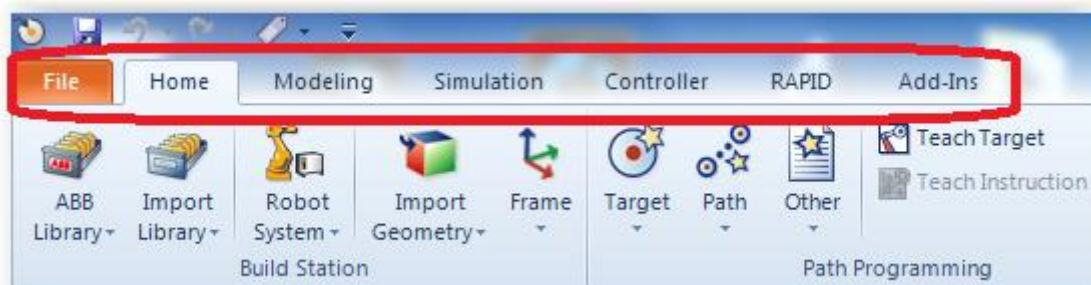 File Home Modeling Simulation Controller RAPID Add-Ins
ABB
ABB Library
Import Library
Robot System
Import Geometry
Frame
Target
Path
Other
Teach Target
Teach Instruction
Build Station
Path Programming